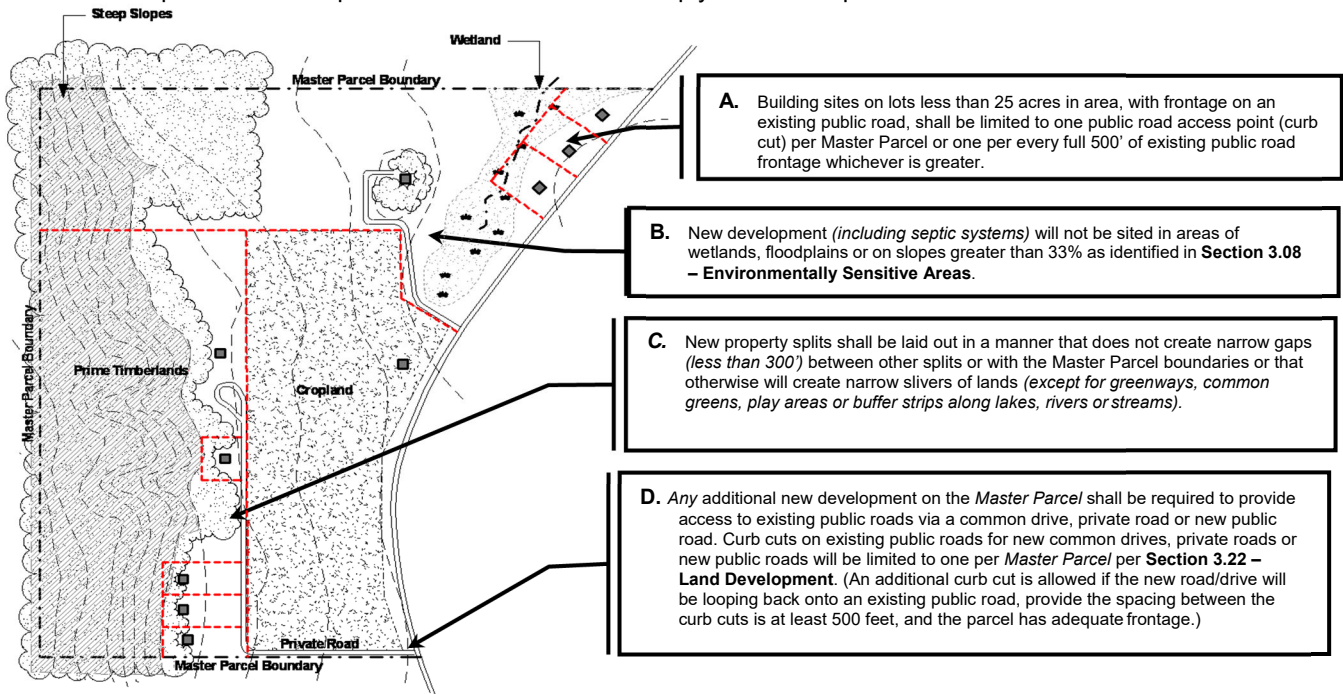 Steep Slopes
Wetland
Master Parcel Boundary
A. Building sites on lots less than 25 acres in area, with frontage on an
existing public road, shall be limited to one public road access point (curb
cut) per Master Parcel or one per every full 500' of existing public road
frontage whichever is greater.
B. New development (including septic systems) will not be sited in areas of
wetlands, floodplains or on slopes greater than 33% as identified in Section 3.08
– Environmentally Sensitive Areas.
Master Parcel Boundary
Prime Timberlands
Cropland
C. New property splits shall be laid out in a manner that does not create narrow gaps
(less than 300') between other splits or with the Master Parcel boundaries or that
otherwise will create narrow slivers of lands (except for greenways, common
greens, play areas or buffer strips along lakes, rivers or streams).
D. Any additional new development on the Master Parcel shall be required to provide
access to existing public roads via a common drive, private road or new public
road. Curb cuts on existing public roads for new common drives, private roads or
new public roads will be limited to one per Master Parcel per Section 3.22 –
Land Development. (An additional curb cut is allowed if the new road/drive will
be looping back onto an existing public road, provide the spacing between the
curb cuts is at least 500 feet, and the parcel has adequate frontage.)
Private Road
Master Parcel Boundary